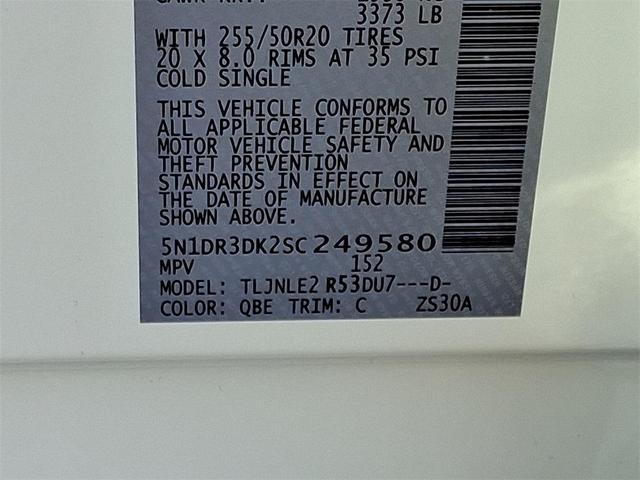 3373 LB
WITH 255/50R20 TIRES
20 X 8.0 RIMS AT 35 PSI
COLD SINGLE
THIS VEHICLE CONFORMS TO
ALL APPLICABLE FEDERAL
MOTOR VEHICLE SAFETY AND
THEFT PREVENTION
STANDARDS IN EFFECT ON
THE DATE OF MANUFACTURE
SHOWN ABOVE.
5N1DR3DK2SC249580
MPV 152
MODEL: TLJNLE2 R53DU7---D-
COLOR: QBE TRIM: C ZS30A